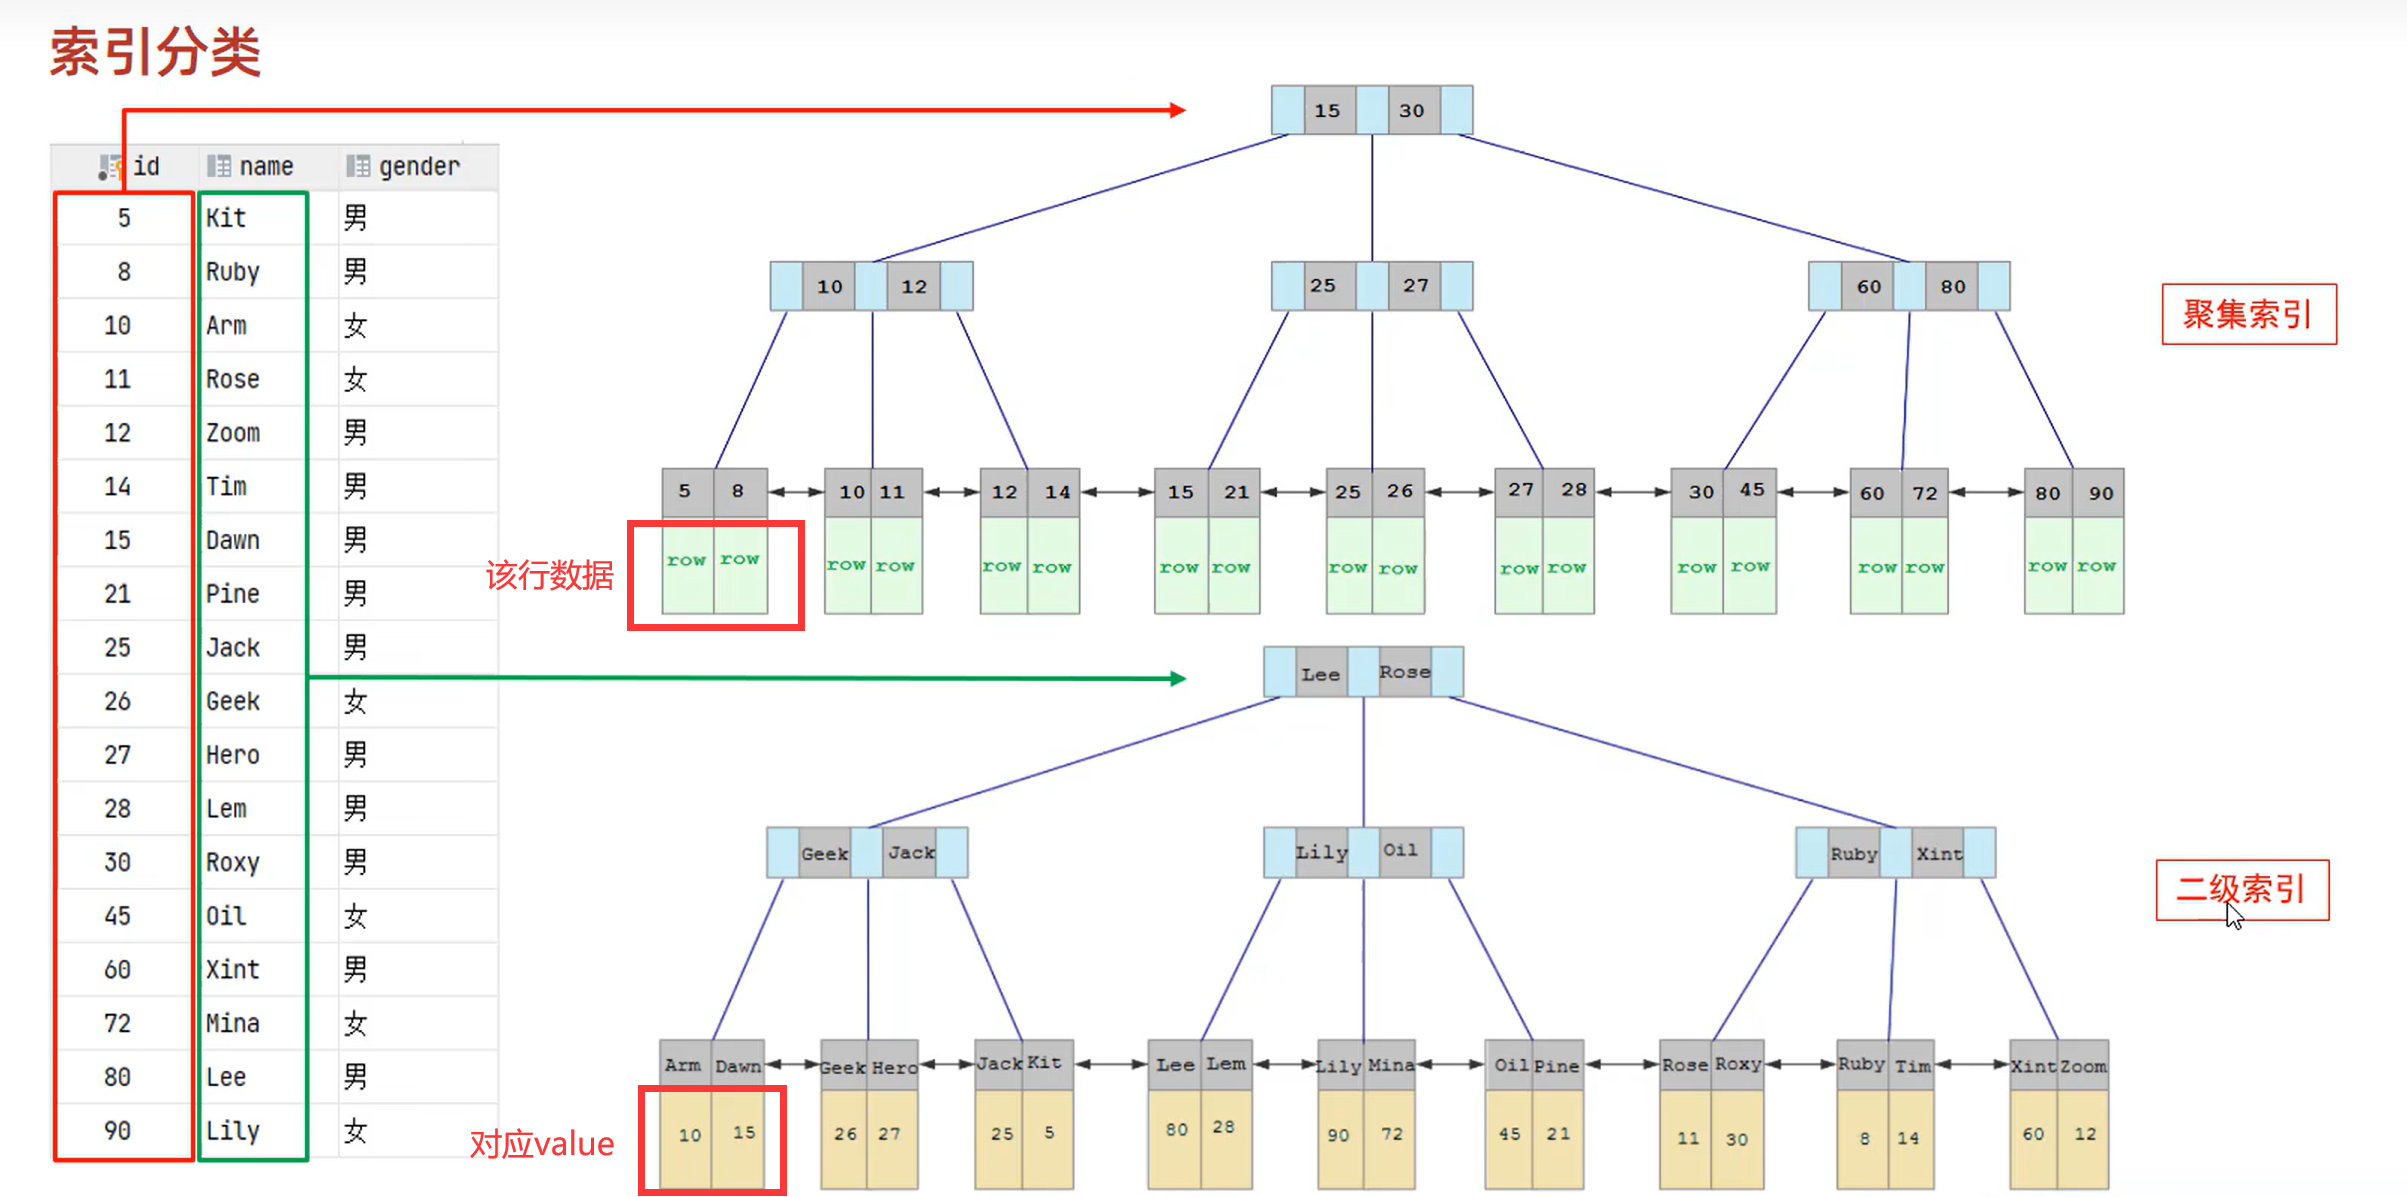 索引分类
id name gender
5 Kit 男
8 Ruby 男
10 Arm 女
11 Rose 女
12 Zoom 男
14 Tim 男
15 Dawn 男
21 Pine 男
25 Jack 男
26 Geek 女
27 Hero 男
28 Lem 男
30 Roxy 男
45 Oil 女
60 Xint 男
72 Mina 女
80 Lee 男
90 Lily 女
15 30
10 12 25 27 60 80
聚集索引
5 8 10 11 12 14 15 21 25 26 27 28 30 45 60 72 80 90
该行数据
row row row row row row row row row row row row row row row row row row
Lee Rose
Geek Jack Lily Oil Ruby Xint
二级索引
Arm Dawn Geek Hero Jack Kit Lee Lem Lily Mina Oil Pine Rose Roxy Ruby Tim Xint Zoom
对应value
10 15 26 27 25 5 80 28 90 72 45 21 11 30 8 14 60 12